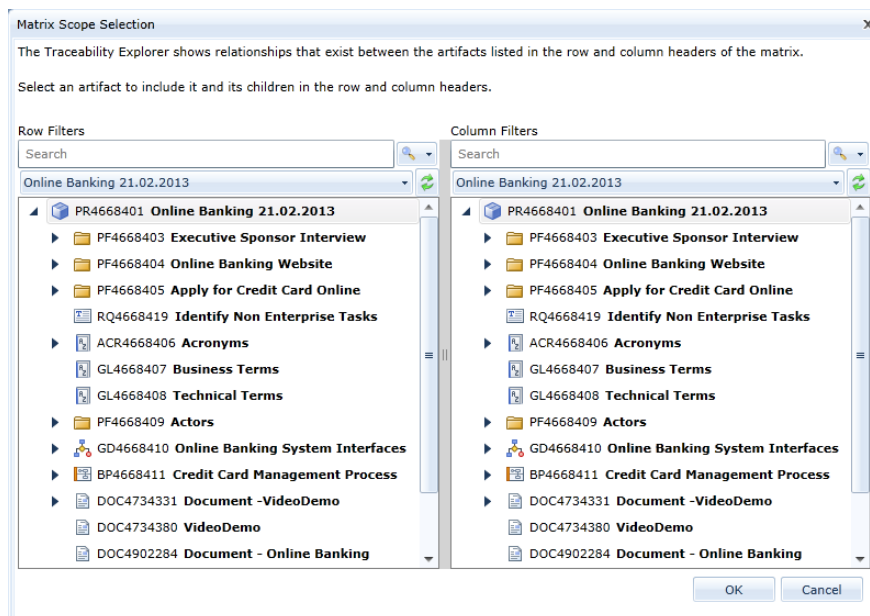 Matrix Scope Selection
The Traceability Explorer shows relationships that exist between the artifacts listed in the row and column headers of the matrix.
Select an artifact to include it and its children in the row and column headers.
Row Filters
Search
Online Banking 21.02.2013
PR4668401 Online Banking 21.02.2013
PF4668403 Executive Sponsor Interview
PF4668404 Online Banking Website
PF4668405 Apply for Credit Card Online
RQ4668419 Identify Non Enterprise Tasks
ACR4668406 Acronyms
GL4668407 Business Terms
GL4668408 Technical Terms
PF4668409 Actors
GD4668410 Online Banking System Interfaces
BP4668411 Credit Card Management Process
DOC4734331 Document -VideoDemo
DOC4734380 VideoDemo
DOC4902284 Document - Online Banking
Column Filters
Search
Online Banking 21.02.2013
PR4668401 Online Banking 21.02.2013
PF4668403 Executive Sponsor Interview
PF4668404 Online Banking Website
PF4668405 Apply for Credit Card Online
RQ4668419 Identify Non Enterprise Tasks
ACR4668406 Acronyms
GL4668407 Business Terms
GL4668408 Technical Terms
PF4668409 Actors
GD4668410 Online Banking System Interfaces
BP4668411 Credit Card Management Process
DOC4734331 Document -VideoDemo
DOC4734380 VideoDemo
DOC4902284 Document - Online Banking
OK
Cancel